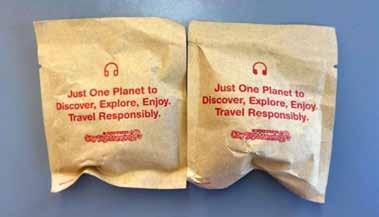 Just One Planet to
Discover, Explore, Enjoy.
Travel Responsibly.
Just One Planet to
Discover, Explore, Enjoy.
Travel Responsibly.